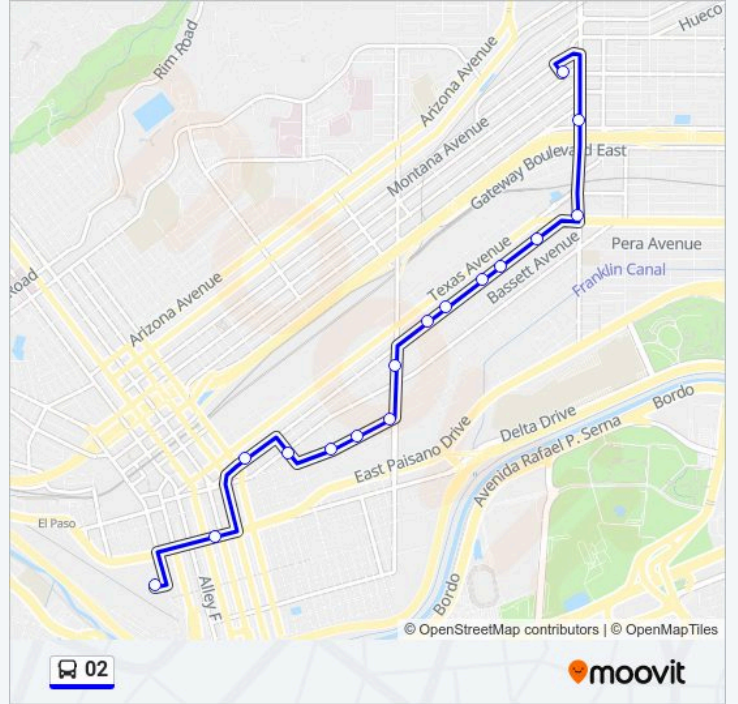 Hueco
Rim Road
Arizona Avenue
Montana Avenue
Gateway Boulevard East
Pera Avenue
Texas Avenue
Bassett Avenue
Franklin Canal
Road
Arizona Avenue
Delta Drive
Bordo
Avenida Rafael P. Serna
East Paisano Drive
El Paso
Alley F
Bordo
© OpenStreetMap contributors | © OpenMapTiles
02
moovit